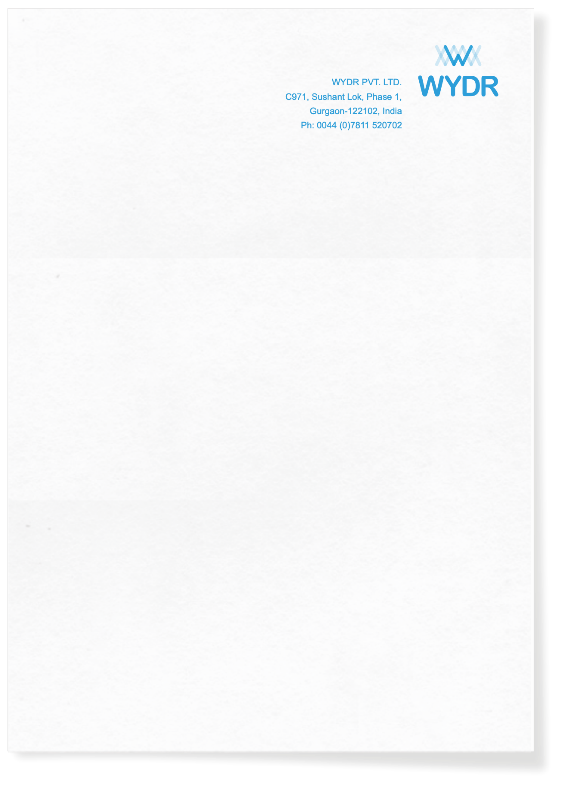 W
WYDR
WYDR PVT. LTD.
C971, Sushant Lok, Phase 1,
Gurgaon-122102, India
Ph: 0044 (0)7811 520702